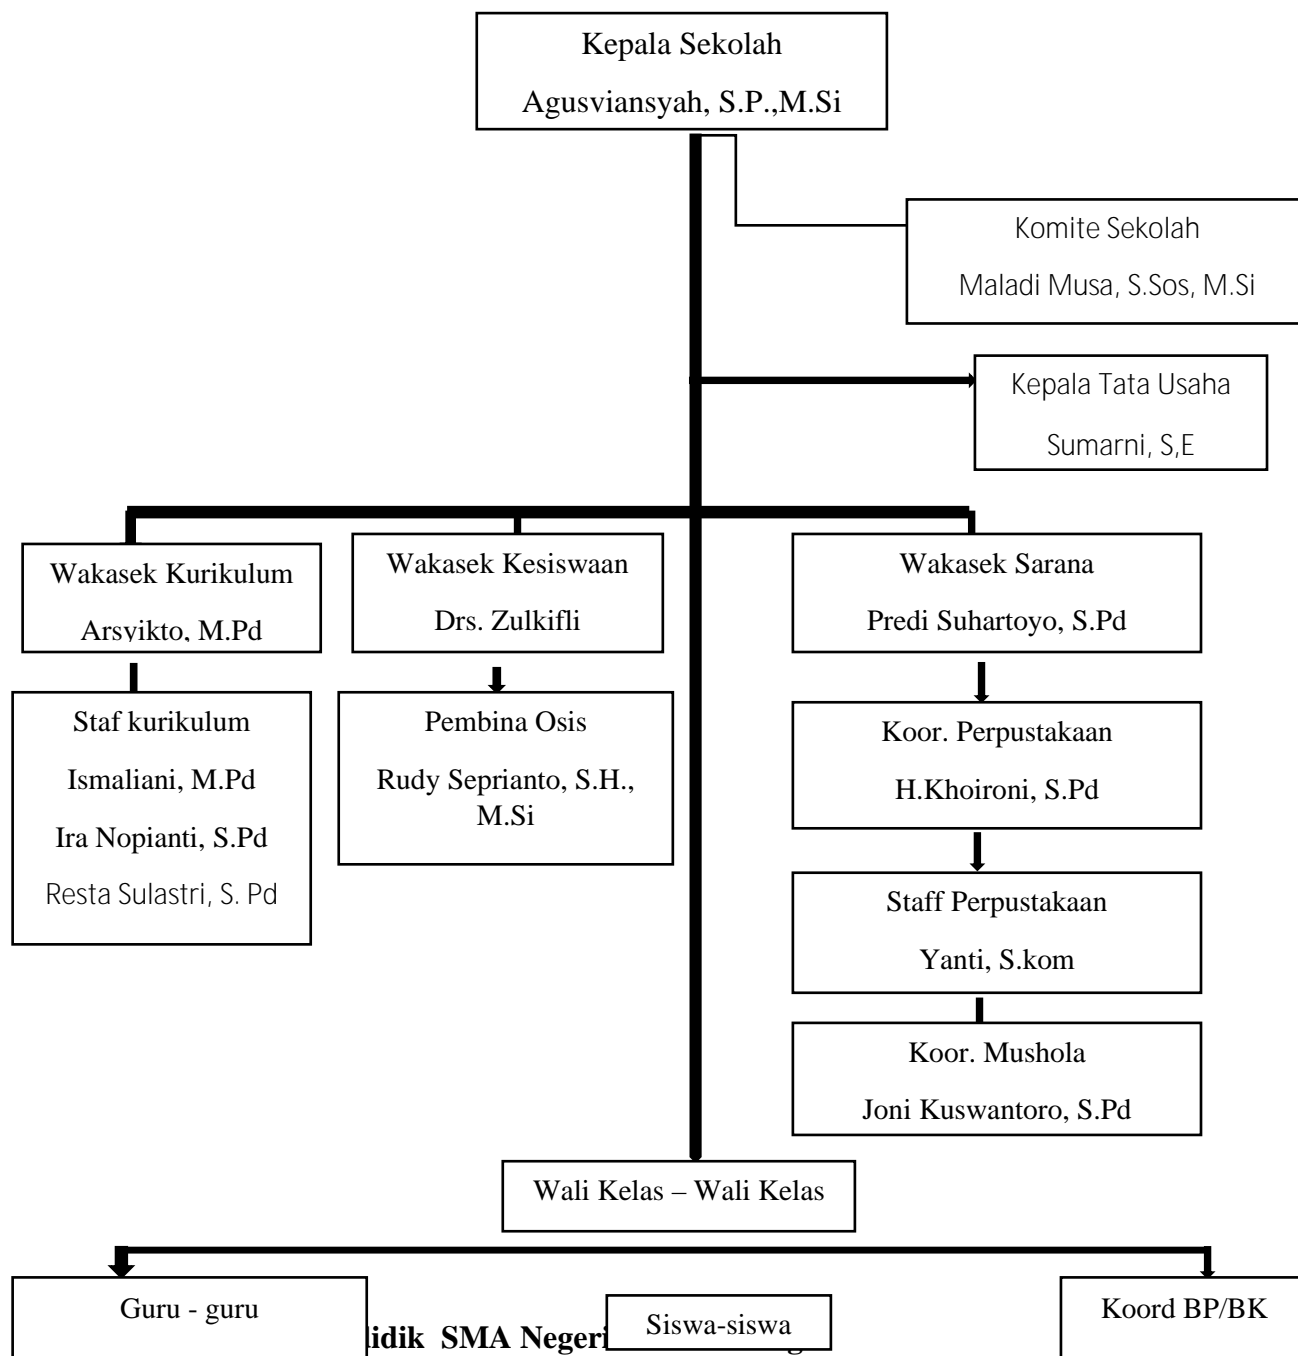 Kepala Sekolah
Agusviansyah, S.P.,M.Si
Komite Sekolah
Maladi Musa, S.Sos, M.Si
Kepala Tata Usaha
Sumarni, S,E
Wakasek Kurikulum
Arsyikto, M.Pd
Wakasek Kesiswaan
Drs. Zulkifli
Wakasek Sarana
Predi Suhartoyo, S.Pd
Staf kurikulum
Ismaliani, M.Pd
Ira Nopianti, S.Pd
Resta Sulastri, S. Pd
Pembina Osis
Rudy Seprianto, S.H.,
M.Si
Koor. Perpustakaan
H.Khoironi, S.Pd
Staff Perpustakaan
Yanti, S.kom
Koor. Mushola
Joni Kuswantoro, S.Pd
Wali Kelas – Wali Kelas
Guru - guru
Siswa-siswa
Koord BP/BK
SMA Negeri